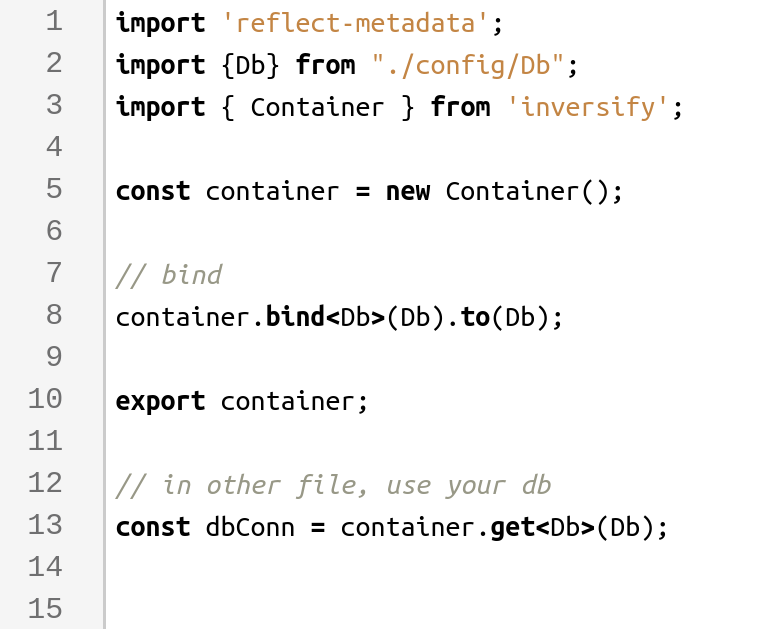 1 import 'reflect-metadata';
2 import {Db} from "./config/Db";
3 import { Container } from 'inversify';
4
5 const container = new Container();
6
7 // bind
8 container.bind<Db>(Db).to(Db);
9
10 export container;
11
12 // in other file, use your db
13 const dbConn = container.get<Db>(Db);
14
15